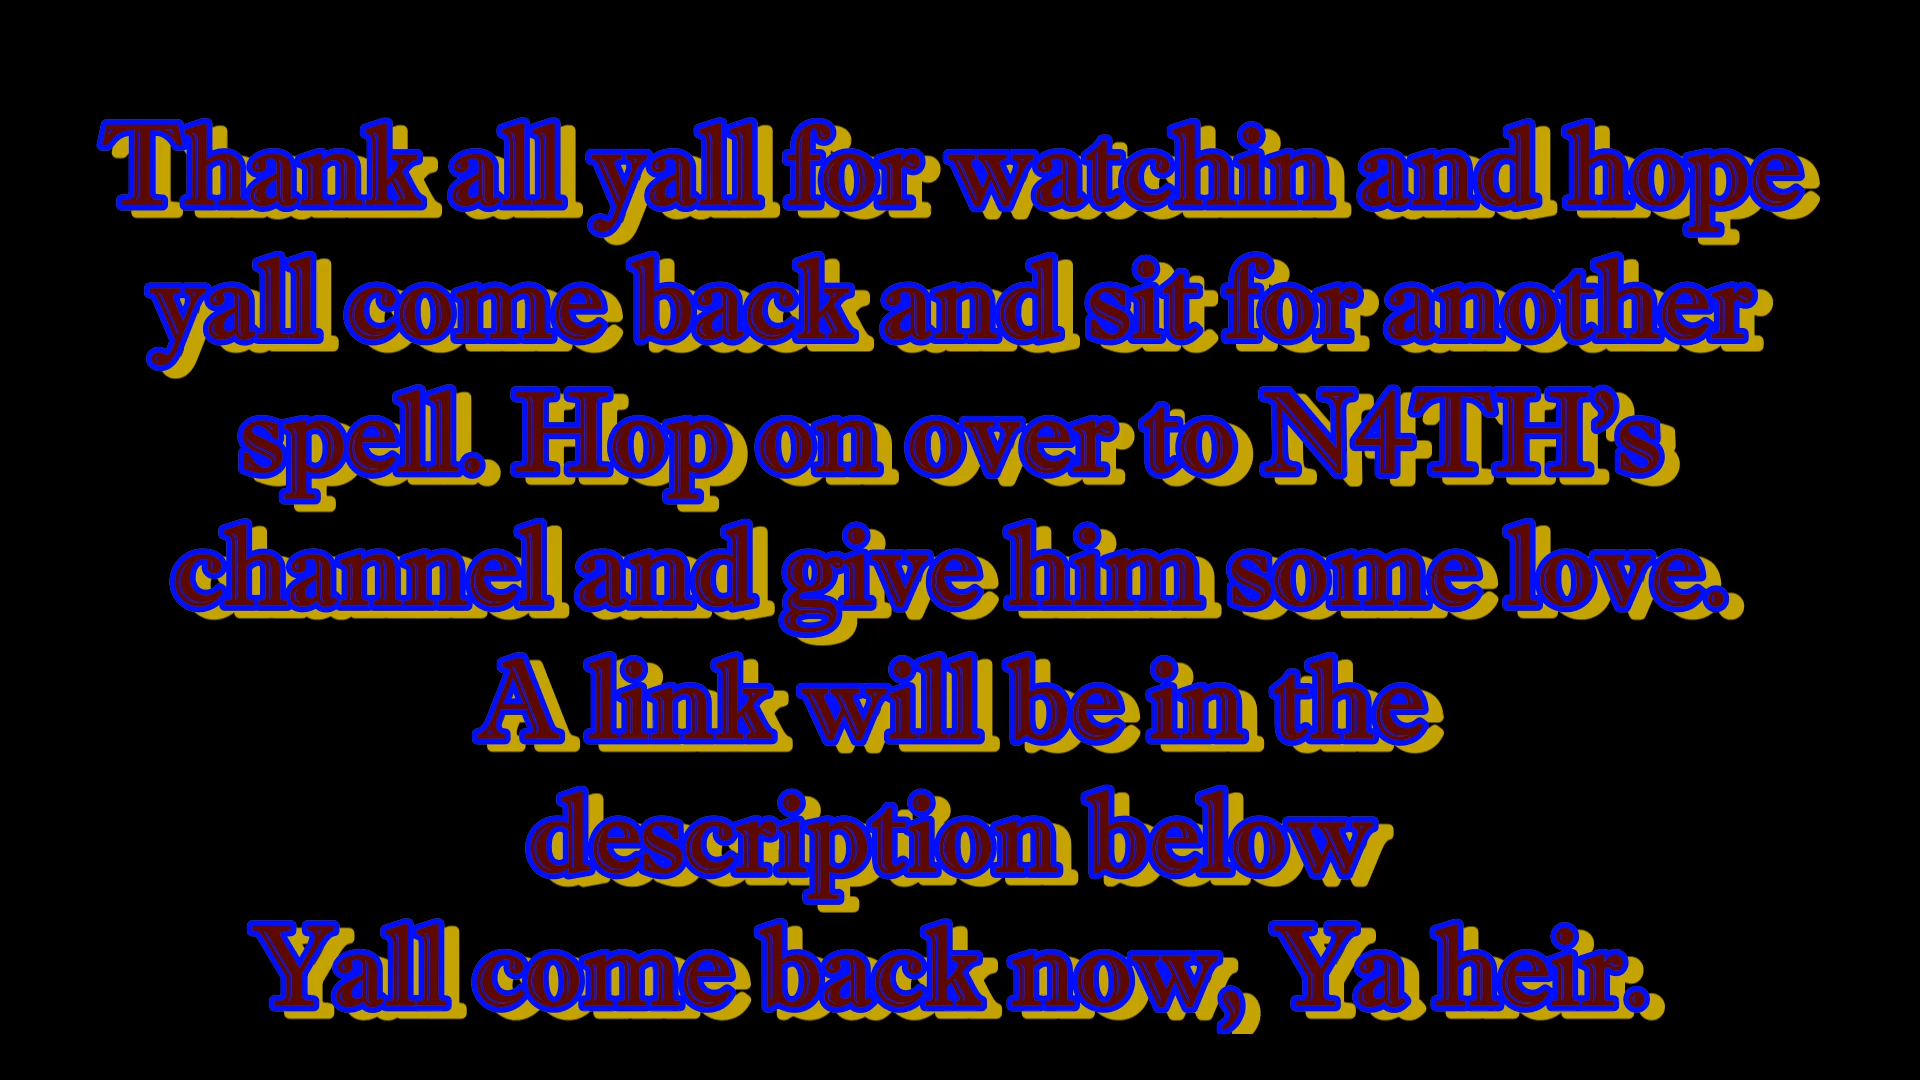 Thank all yall for watchin and hope
yall come back and sit for another
spell. Hop on over to N4TH’s
channel and give him some love.
A link will be in the
description below
Yall come back now, Ya heir.